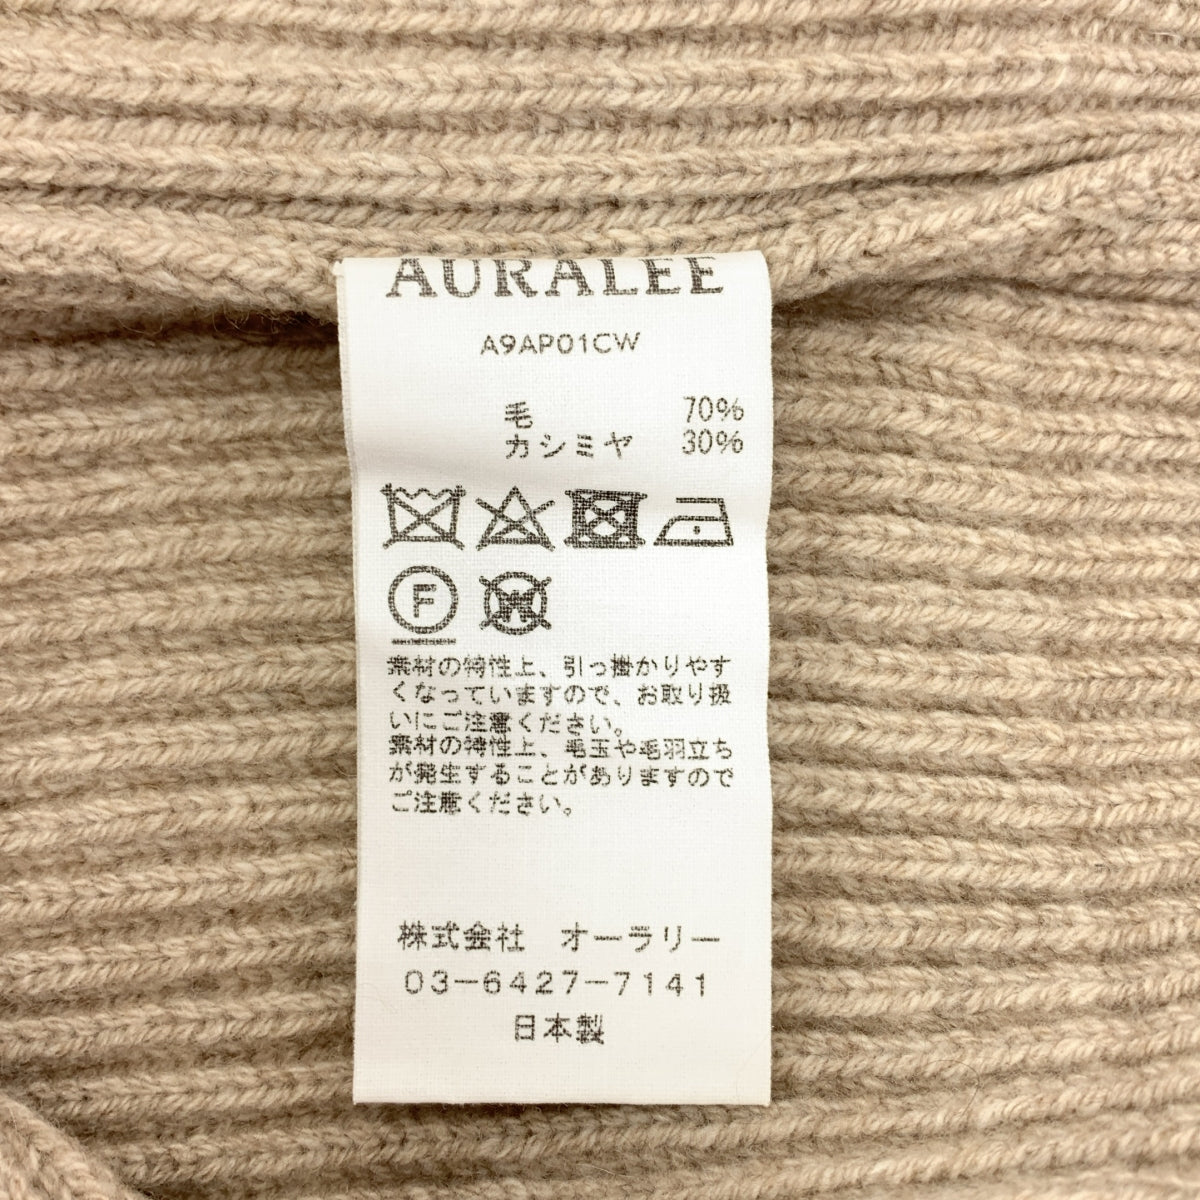 AURALEE
A9AP01CW
毛 70%
カシミヤ 30%
F
W
素材の特性上、引っ掛かりやす
くなっていますので、お取り扱
いにご注意ください。
素材の特性上、毛玉や毛羽立ち
が発生することがありますので
ご注意ください。
株式会社 オーラリー
03-6427-7141
日本製